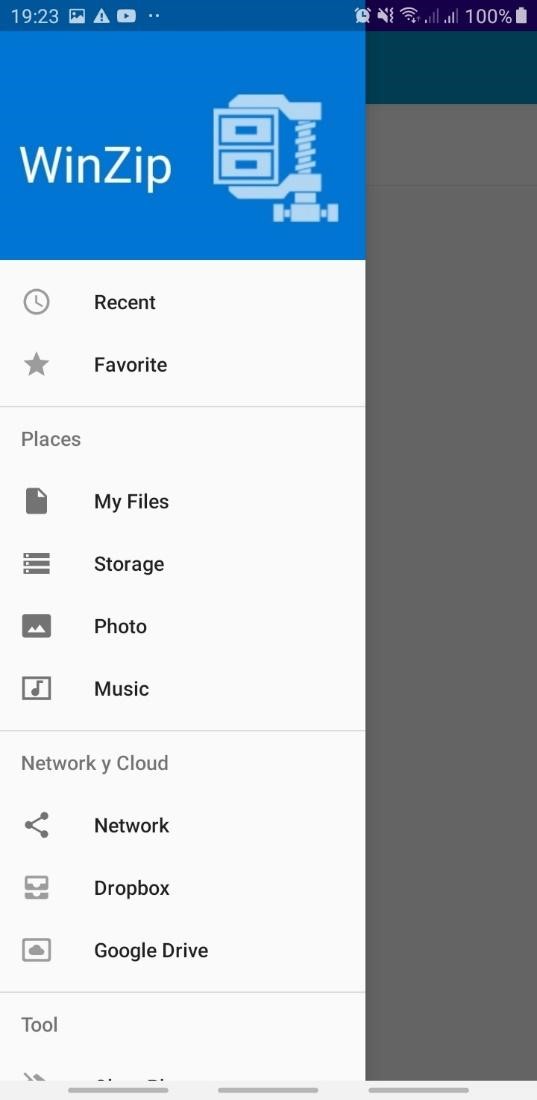 19:23
100%
WinZip
Recent
Favorite
Places
My Files
Storage
Photo
Music
Network y Cloud
Network
Dropbox
Google Drive
Tool